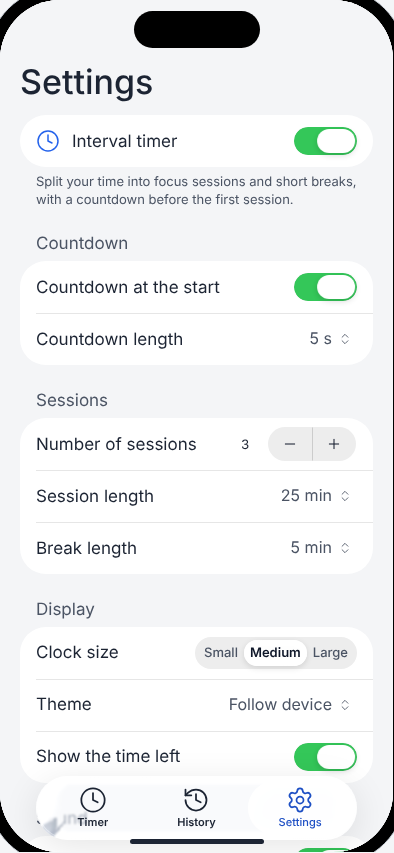 Settings
Interval timer
Split your time into focus sessions and short breaks,
with a countdown before the first session.
Countdown
Countdown at the start
Countdown length 5 s
Sessions
Number of sessions 3 − +
Session length 25 min
Break length 5 min
Display
Clock size Small Medium Large
Theme Follow device
Show the time left
Timer History Settings